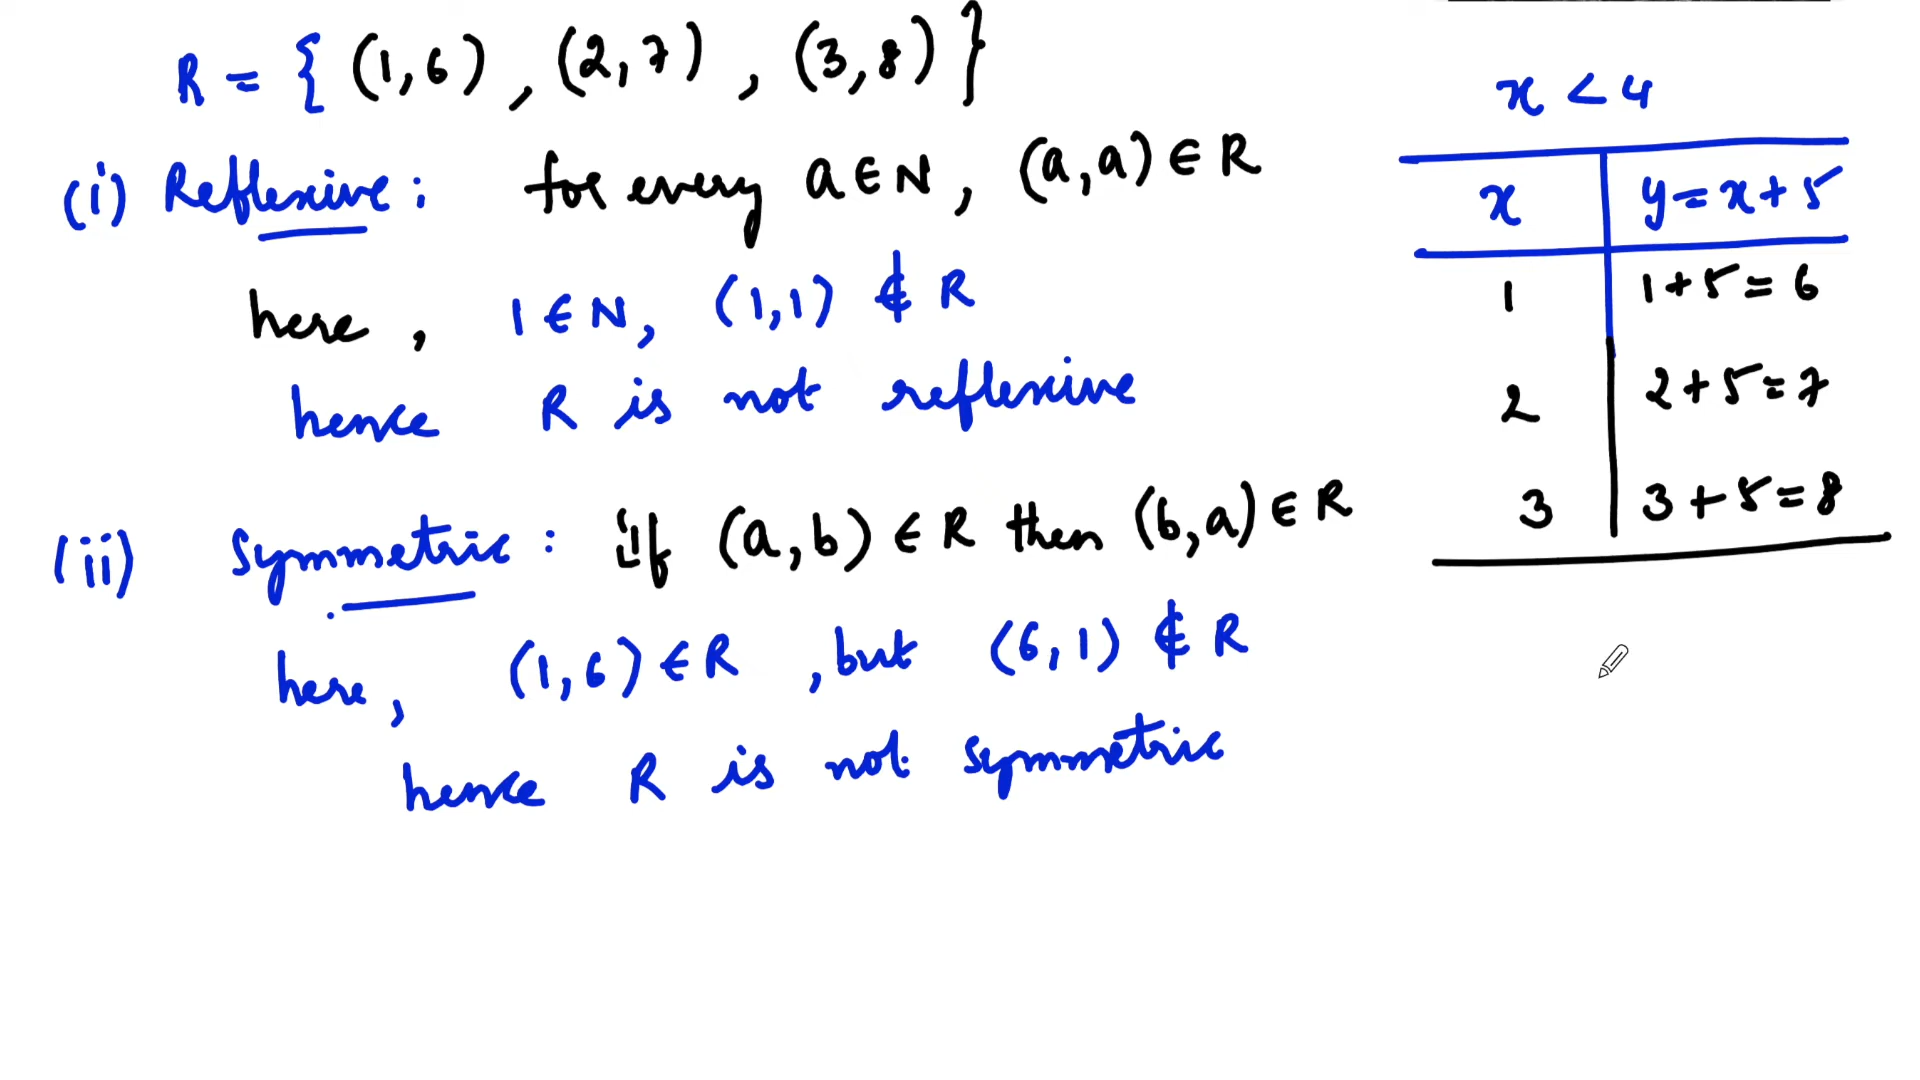 R = { (1,6) , (2,7) , (3,8) }
(i) Reflexive : for every a ∈ N , (a,a) ∈ R
here , 1 ∈ N, (1,1) ∉ R
hence R is not reflexive
(ii) Symmetric : if (a,b) ∈ R then (b,a) ∈ R
here, (1,6) ∈ R , but (6,1) ∉ R
hence R is not symmetric
x < 4
x y = x + 5
1 1 + 5 = 6
2 2 + 5 = 7
3 3 + 5 = 8